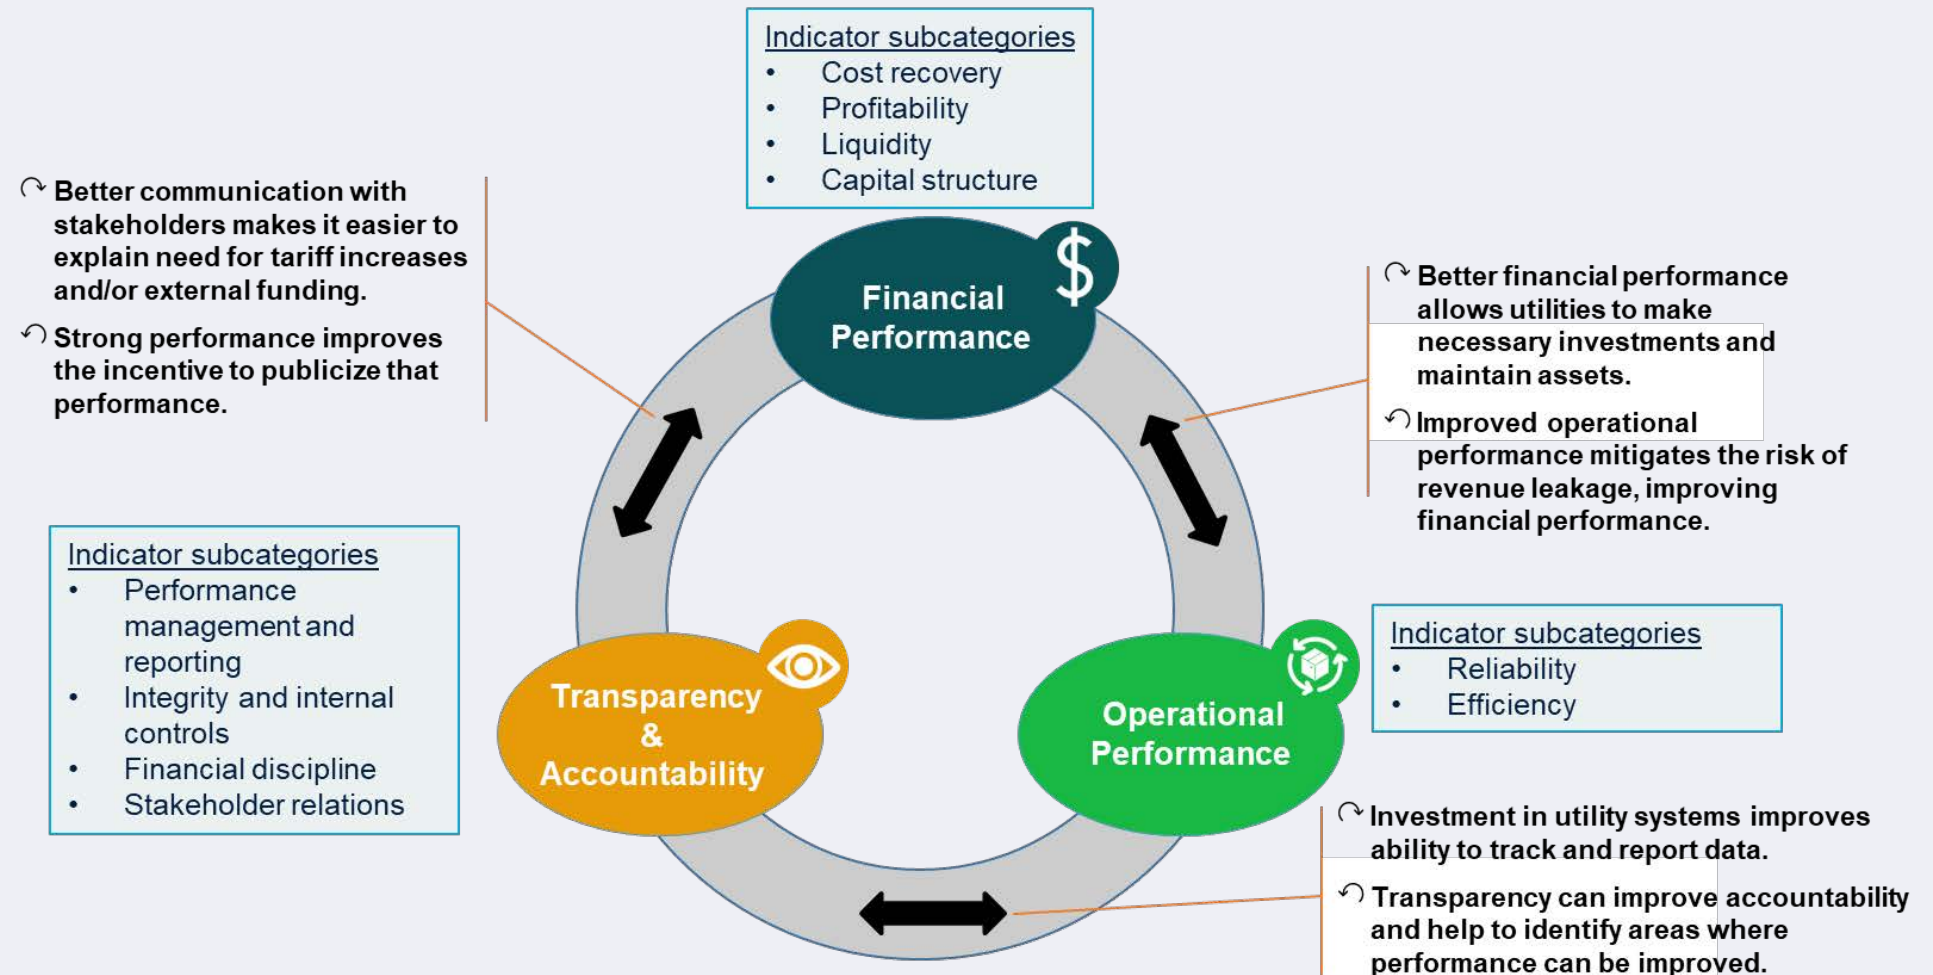 Indicator subcategories
• Cost recovery
• Profitability
• Liquidity
• Capital structure
Better communication with
stakeholders makes it easier to
explain need for tariff increases
and/or external funding.
Strong performance improves
the incentive to publicize that
performance.
$
Financial
Performance
Better financial performance
allows utilities to make
necessary investments and
maintain assets.
Improved operational
performance mitigates the risk of
revenue leakage, improving
financial performance.
Indicator subcategories
• Performance
management and
reporting
• Integrity and internal
controls
• Financial discipline
• Stakeholder relations
Transparency
&
Accountability
Operational
Performance
Indicator subcategories
• Reliability
• Efficiency
Investment in utility systems improves
ability to track and report data.
Transparency can improve accountability
and help to identify areas where
performance can be improved.